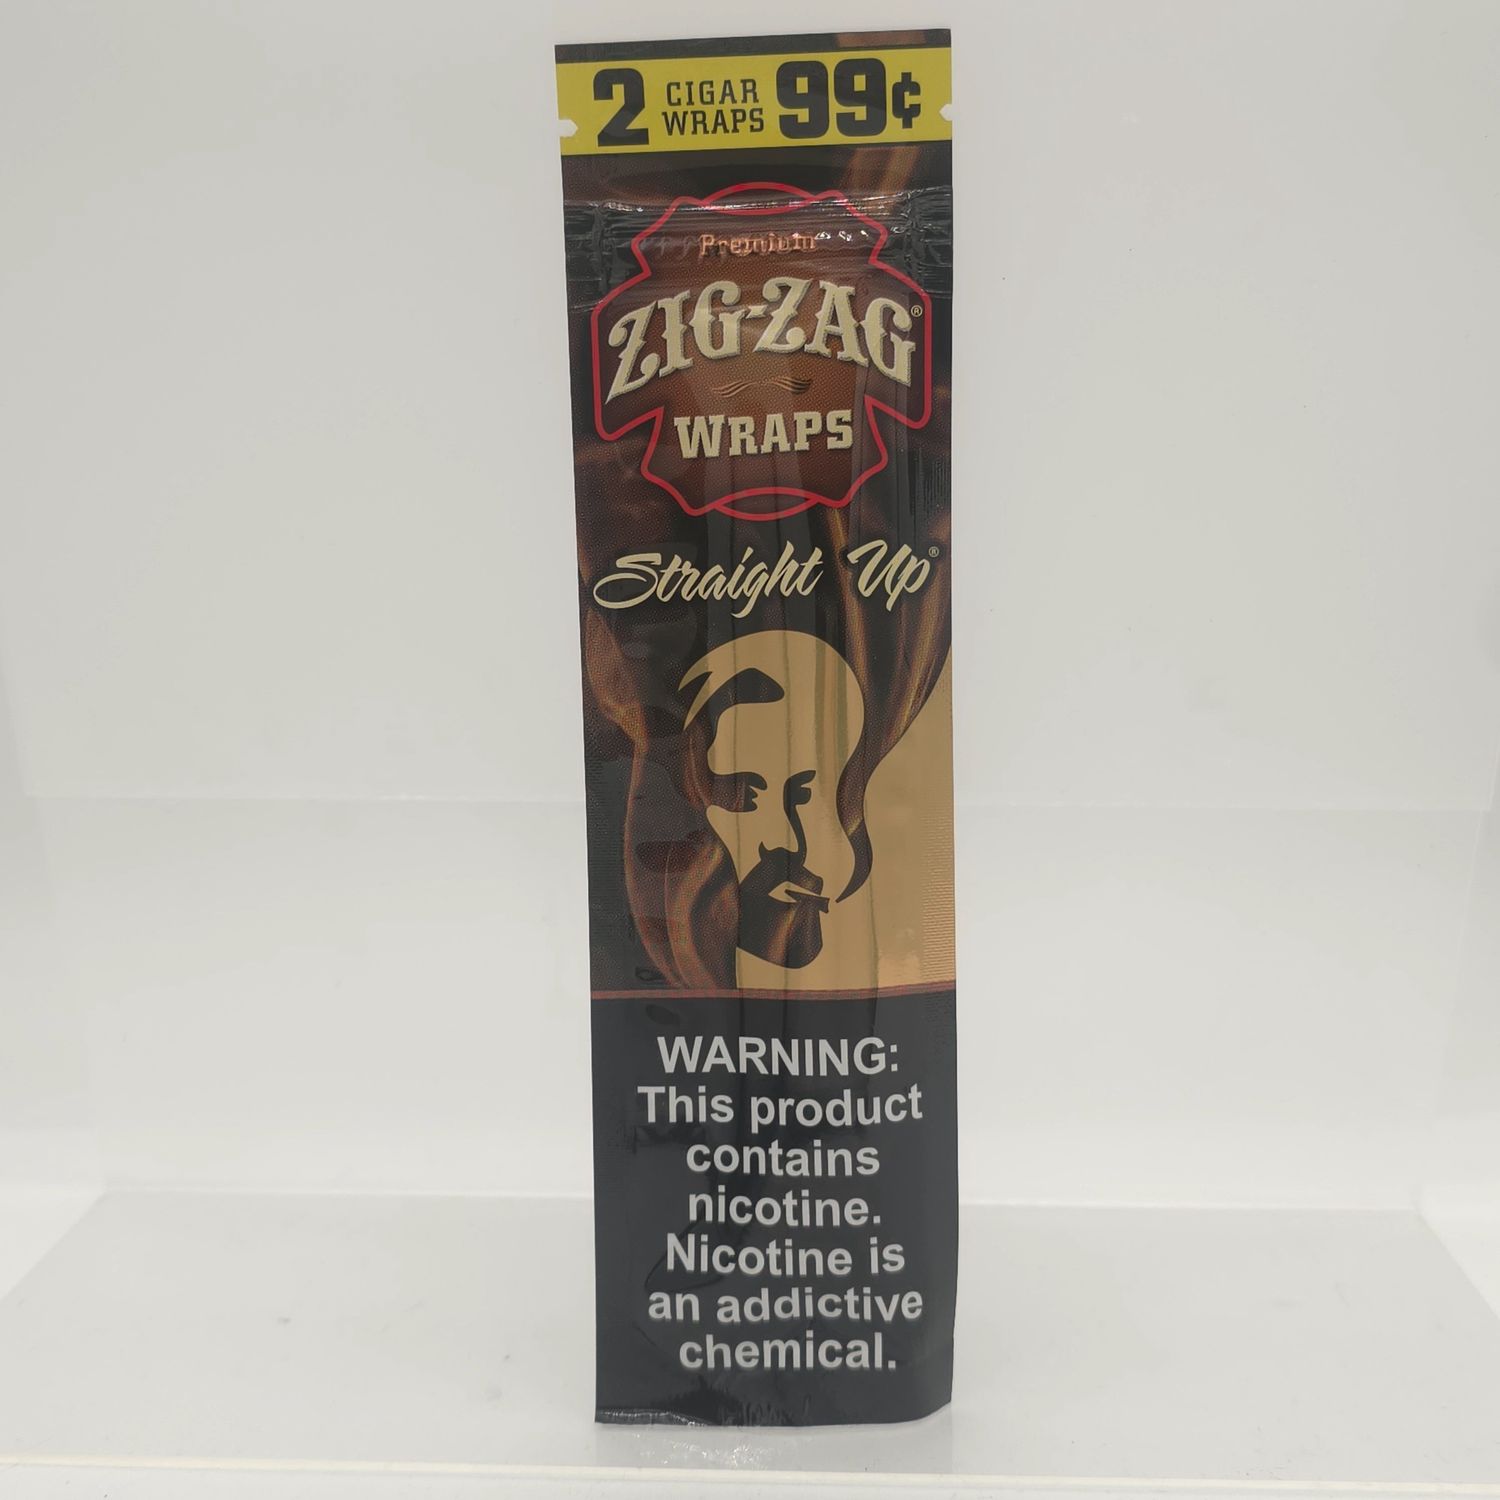 2 CIGAR WRAPS 99¢
Premium
ZIG-ZAG®
WRAPS
Straight Up®
WARNING:
This product
contains
nicotine.
Nicotine is
an addictive
chemical.